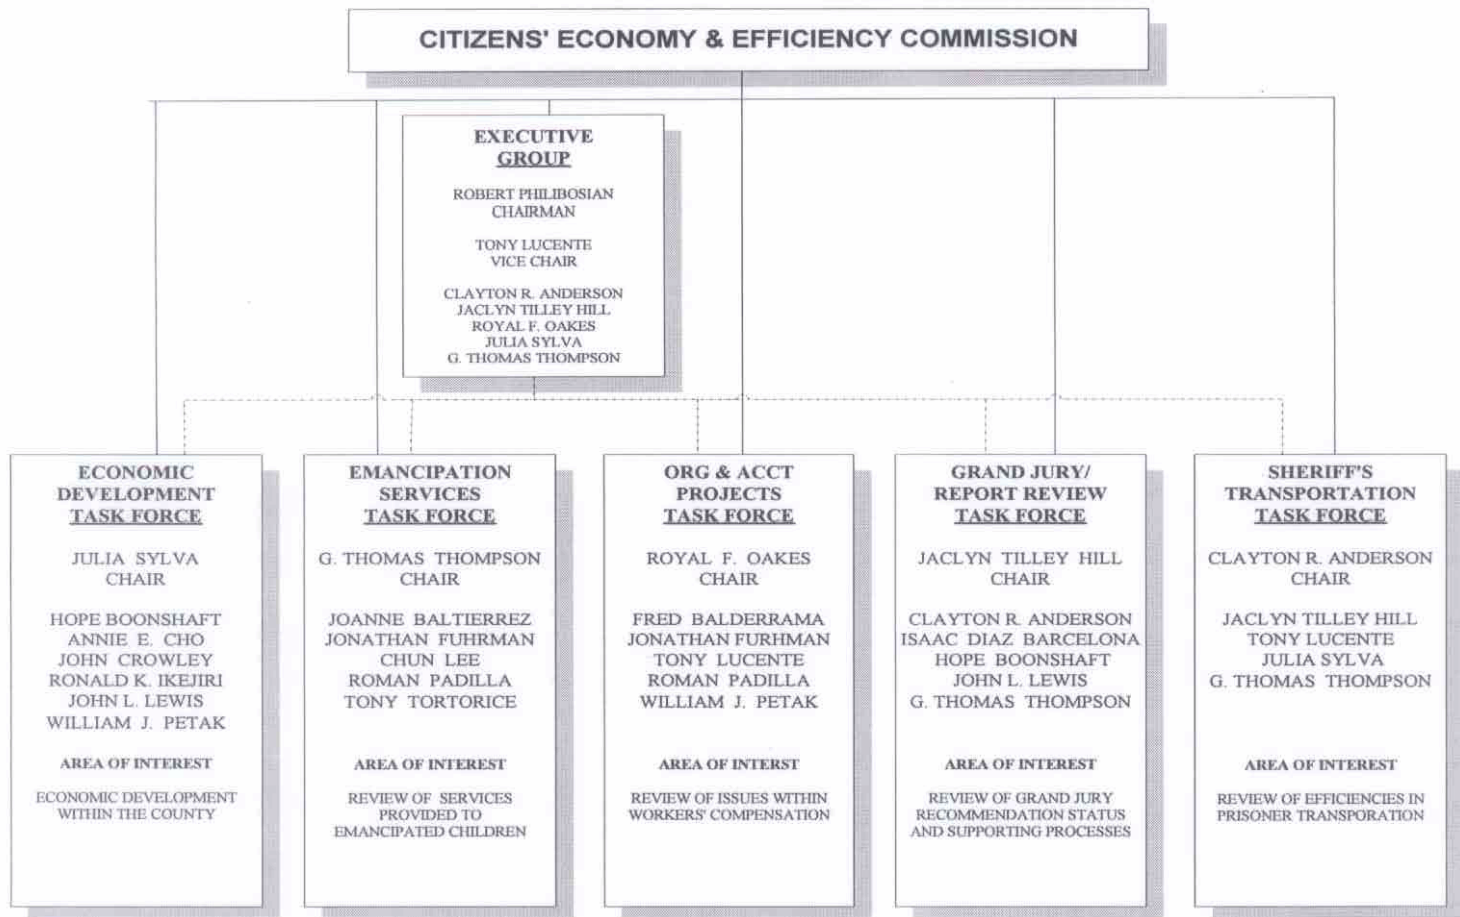 CITIZENS' ECONOMY & EFFICIENCY COMMISSION
EXECUTIVE
GROUP
ROBERT PHILIBOSIAN
CHAIRMAN
TONY LUCENTE
VICE CHAIR
CLAYTON R. ANDERSON
JACLYN TILLEY HILL
ROYAL F. OAKES
JULIA SYLVA
G. THOMAS THOMPSON
ECONOMIC
DEVELOPMENT
TASK FORCE
JULIA SYLVA
CHAIR
HOPE BOONSHAFT
ANNIE E. CHO
JOHN CROWLEY
RONALD K. IKEJIRI
JOHN L. LEWIS
WILLIAM J. PETAK
AREA OF INTEREST
ECONOMIC DEVELOPMENT
WITHIN THE COUNTY
EMANCIPATION
SERVICES
TASK FORCE
G. THOMAS THOMPSON
CHAIR
JOANNE BALTIERREZ
JONATHAN FUHRMAN
CHUN LEE
ROMAN PADILLA
TONY TORTORICE
AREA OF INTEREST
REVIEW OF SERVICES
PROVIDED TO
EMANCIPATED CHILDREN
ORG & ACCT
PROJECTS
TASK FORCE
ROYAL F. OAKES
CHAIR
FRED BALDERRAMA
JONATHAN FURHMAN
TONY LUCENTE
ROMAN PADILLA
WILLIAM J. PETAK
AREA OF INTERST
REVIEW OF ISSUES WITHIN
WORKERS' COMPENSATION
GRAND JURY/
REPORT REVIEW
TASK FORCE
JACLYN TILLEY HILL
CHAIR
CLAYTON R. ANDERSON
ISAAC DIAZ BARCELONA
HOPE BOONSHAFT
JOHN L. LEWIS
G. THOMAS THOMPSON
AREA OF INTEREST
REVIEW OF GRAND JURY
RECOMMENDATION STATUS
AND SUPPORTING PROCESSES
SHERIFF'S
TRANSPORTATION
TASK FORCE
CLAYTON R. ANDERSON
CHAIR
JACLYN TILLEY HILL
TONY LUCENTE
JULIA SYLVA
G. THOMAS THOMPSON
AREA OF INTEREST
REVIEW OF EFFICIENCIES IN
PRISONER TRANSPORATION